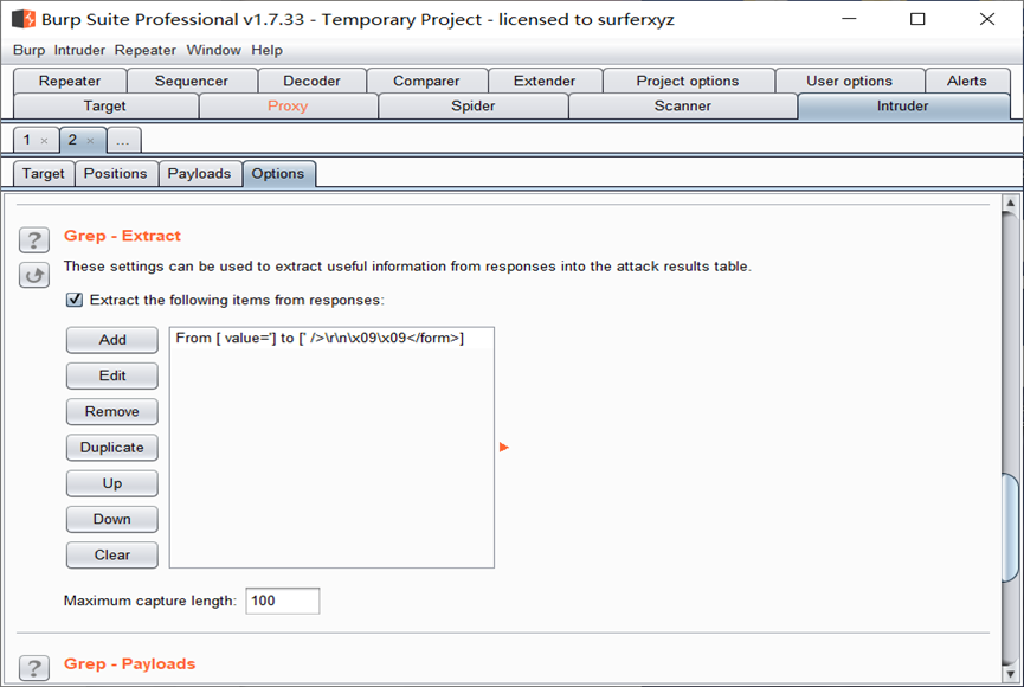 Burp Suite Professional v1.7.33 - Temporary Project - licensed to surferxyz
Burp Intruder Repeater Window Help
Repeater Sequencer Decoder Comparer Extender Project options User options Alerts
Target Proxy Spider Scanner Intruder
1 × 2 × ...
Target Positions Payloads Options
? Grep - Extract
These settings can be used to extract useful information from responses into the attack results table.
Extract the following items from responses:
Add
From [ value='] to [' />\r\n\x09\x09</form>]
Edit
Remove
Duplicate
Up
Down
Clear
Maximum capture length: 100
? Grep - Payloads